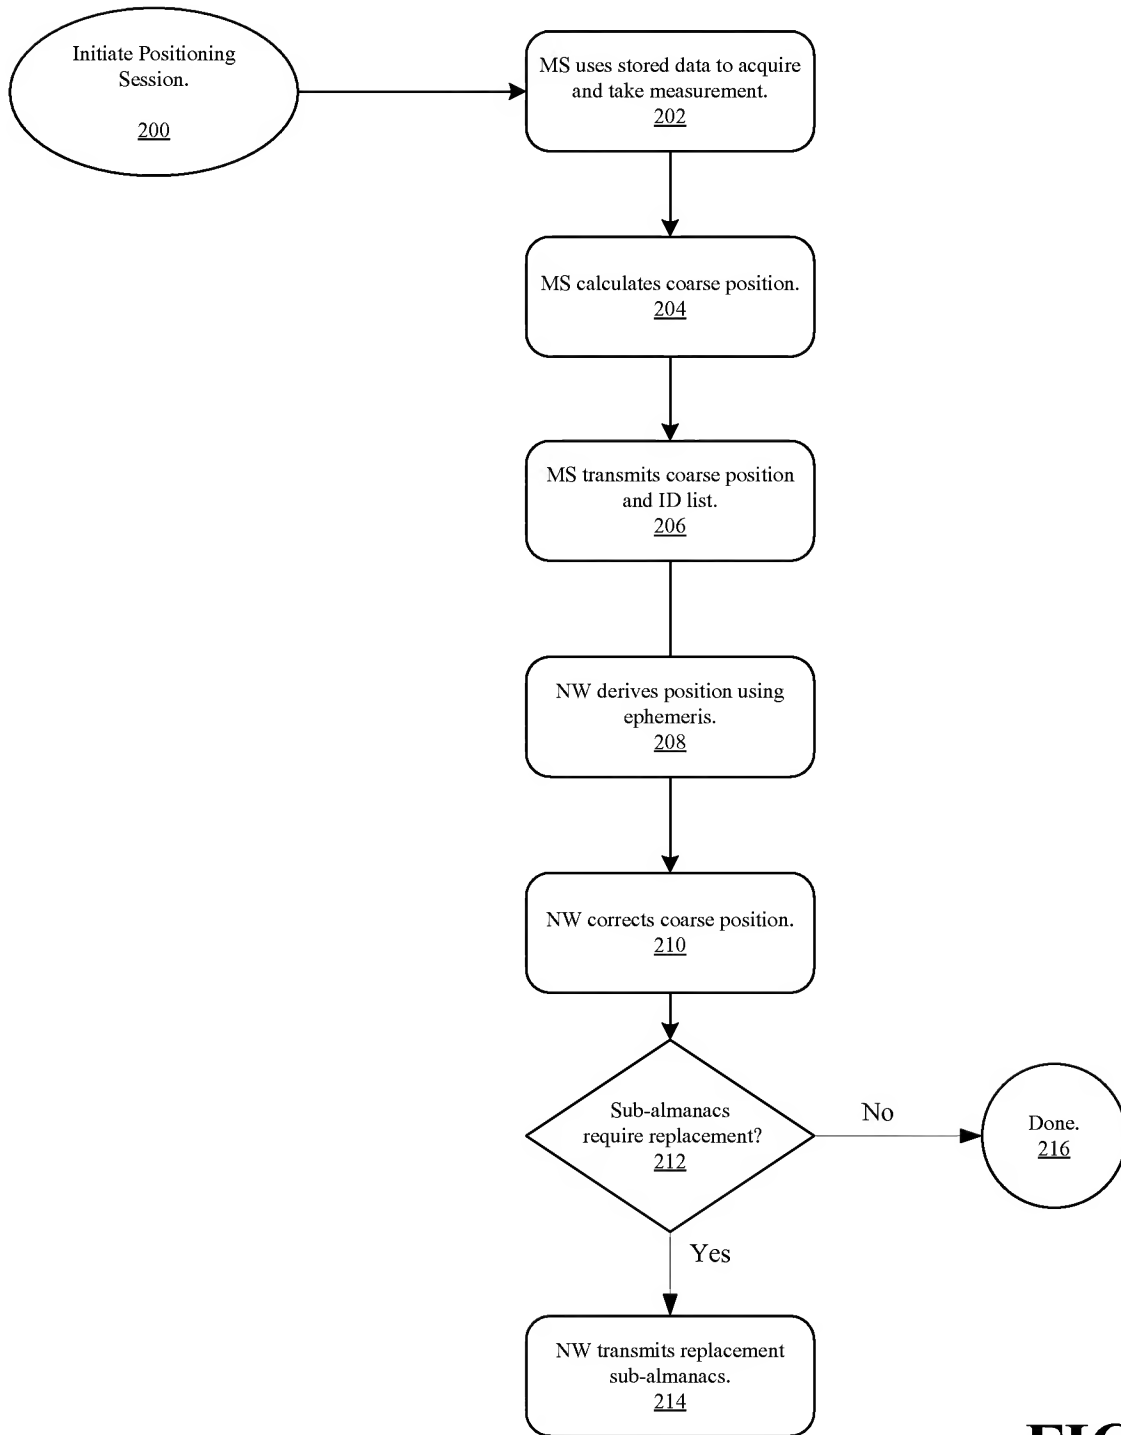 Initiate Positioning
Session.
200
MS uses stored data to acquire
and take measurement.
202
MS calculates coarse position.
204
MS transmits coarse position
and ID list.
206
NW derives position using
ephemeris.
208
NW corrects coarse position.
210
Sub-almanacs
require replacement?
212
No
Done.
216
Yes
NW transmits replacement
sub-almanacs.
214